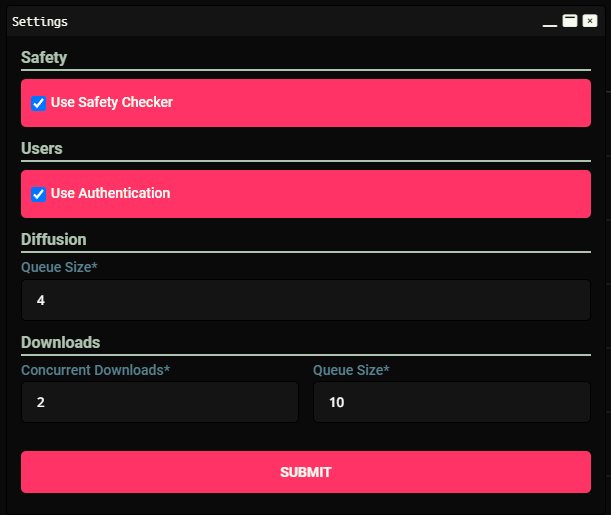 Settings
Safety
Use Safety Checker
Users
Use Authentication
Diffusion
Queue Size*
4
Downloads
Concurrent Downloads* Queue Size*
2 10
SUBMIT